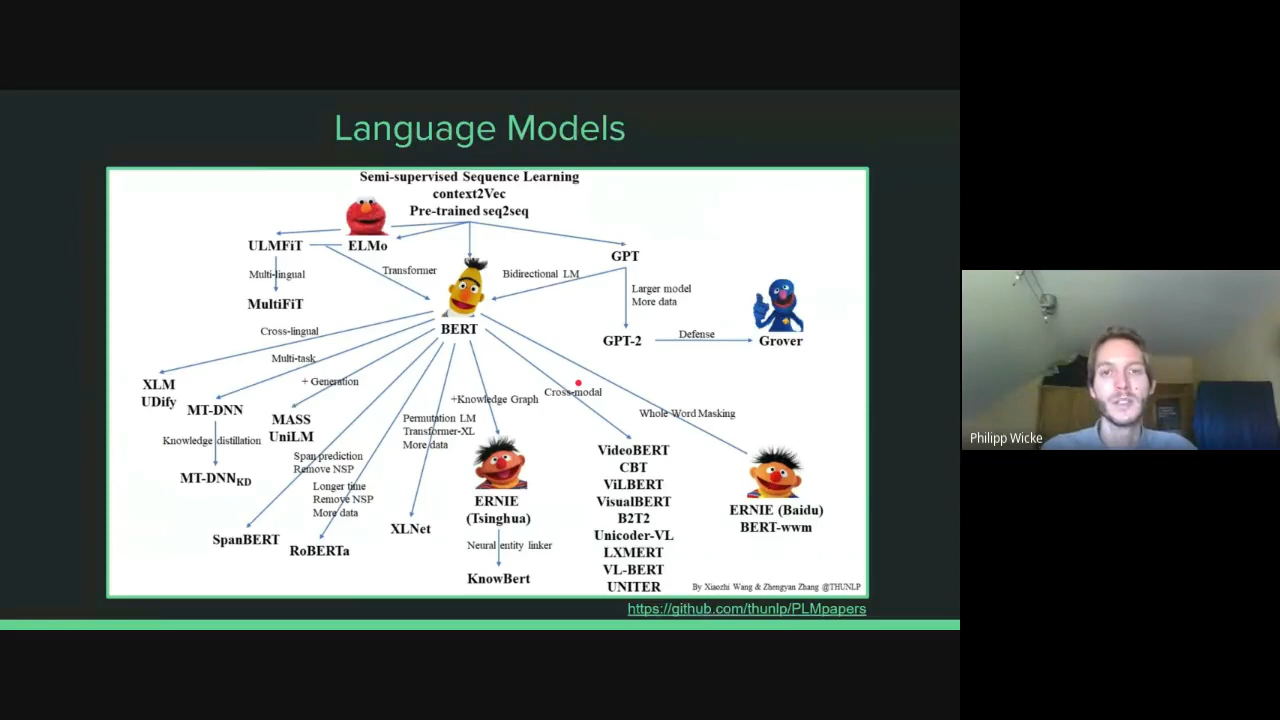 Language Models
Semi-supervised Sequence Learning
context2Vec
Pre-trained seq2seq
ULMFiT
ELMo
GPT
Multi-lingual
Transformer
Bidirectional LM
MultiFiT
Larger model
More data
BERT
GPT-2
Defense
Grover
Cross-lingual
Multi-task
+ Generation
XLM
UDify
MT-DNN
MASS
UniLM
Knowledge distillation
MT-DNNKD
Span prediction
Remove NSP
Longer time
Remove NSP
More data
Permutation LM
Transformer-XL
More data
+Knowledge Graph
Cross-modal
Whole Word Masking
SpanBERT
RoBERTa
XLNet
ERNIE
(Tsinghua)
Neural entity linker
KnowBert
VideoBERT
CBT
ViLBERT
VisualBERT
B2T2
Unicoder-VL
LXMERT
VL-BERT
UNITER
ERNIE (Baidu)
BERT-wwm
By Xiaozhi Wang & Zhengyan Zhang @THUNLP
https://github.com/thunlp/PLMpapers
Philipp Wicke